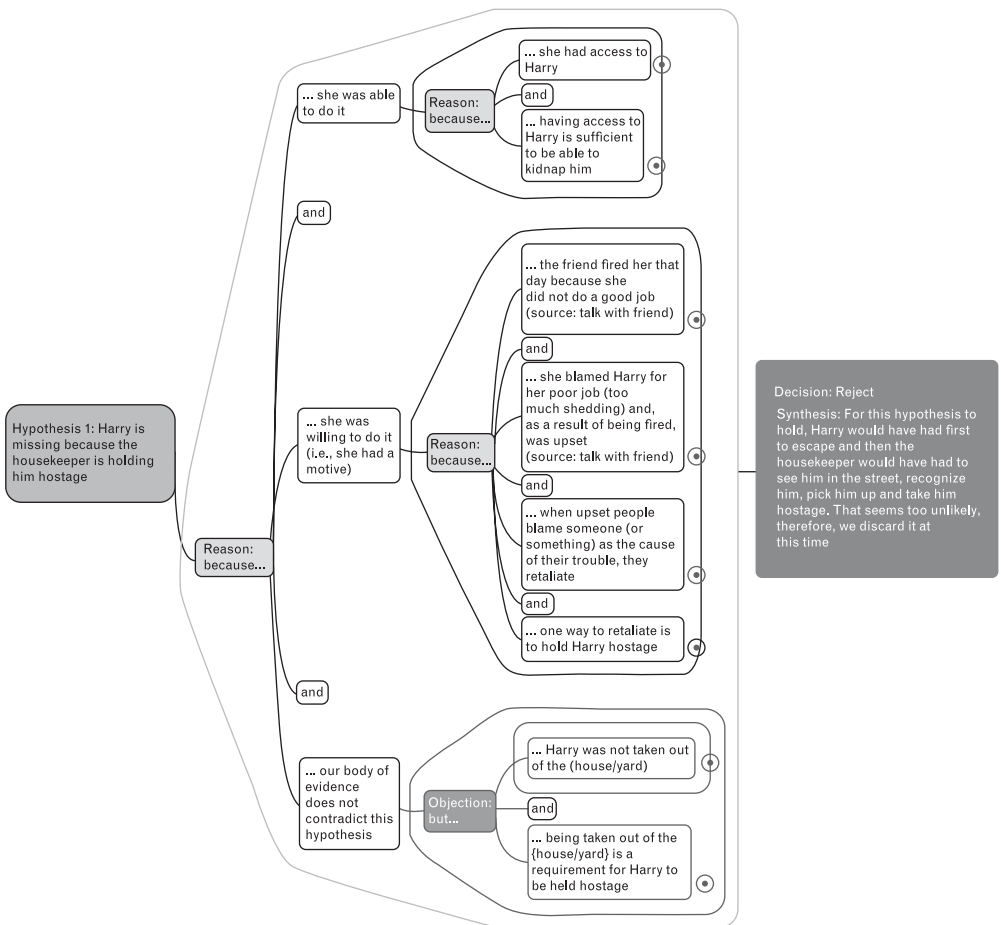 Hypothesis 1: Harry is
missing because the
housekeeper is holding
him hostage
Reason:
because...
... she was able
to do it
Reason:
because...
... she had access to
Harry
and
... having access to
Harry is sufficient
to be able to
kidnap him
and
... she was
willing to do it
(i.e., she had a
motive)
Reason:
because...
... the friend fired her that
day because she
did not do a good job
(source: talk with friend)
and
... she blamed Harry for
her poor job (too
much shedding) and,
as a result of being fired,
was upset
(source: talk with friend)
and
... when upset people
blame someone (or
something) as the cause
of their trouble, they
retaliate
and
... one way to retaliate is
to hold Harry hostage
and
... our body of
evidence
does not
contradict this
hypothesis
Objection:
but...
... Harry was not taken out
of the (house/yard)
and
... being taken out of the
{house/yard} is a
requirement for Harry to
be held hostage
Decision: Reject
Synthesis: For this hypothesis to
hold, Harry would have had first
to escape and then the
housekeeper would have had to
see him in the street, recognize
him, pick him up and take him
hostage. That seems too unlikely,
therefore, we discard it at
this time